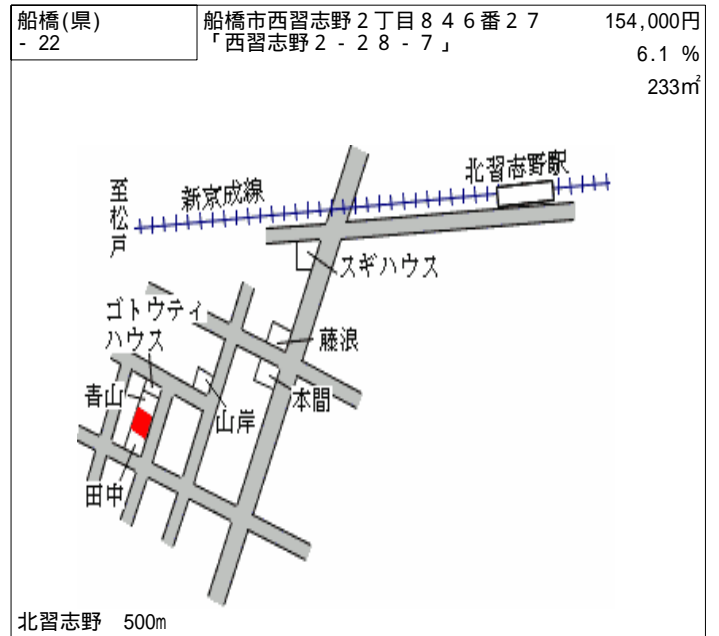 船橋(県)
- 22
船橋市西習志野２丁目８４６番２７
「西習志野２‐２８‐７」
154,000円
6.1 %
233㎡
至松戸
新京成線
北習志野駅
スギハウス
ゴトウティ
ハウス
藤浪
青山
山岸
本間
田中
北習志野 500m